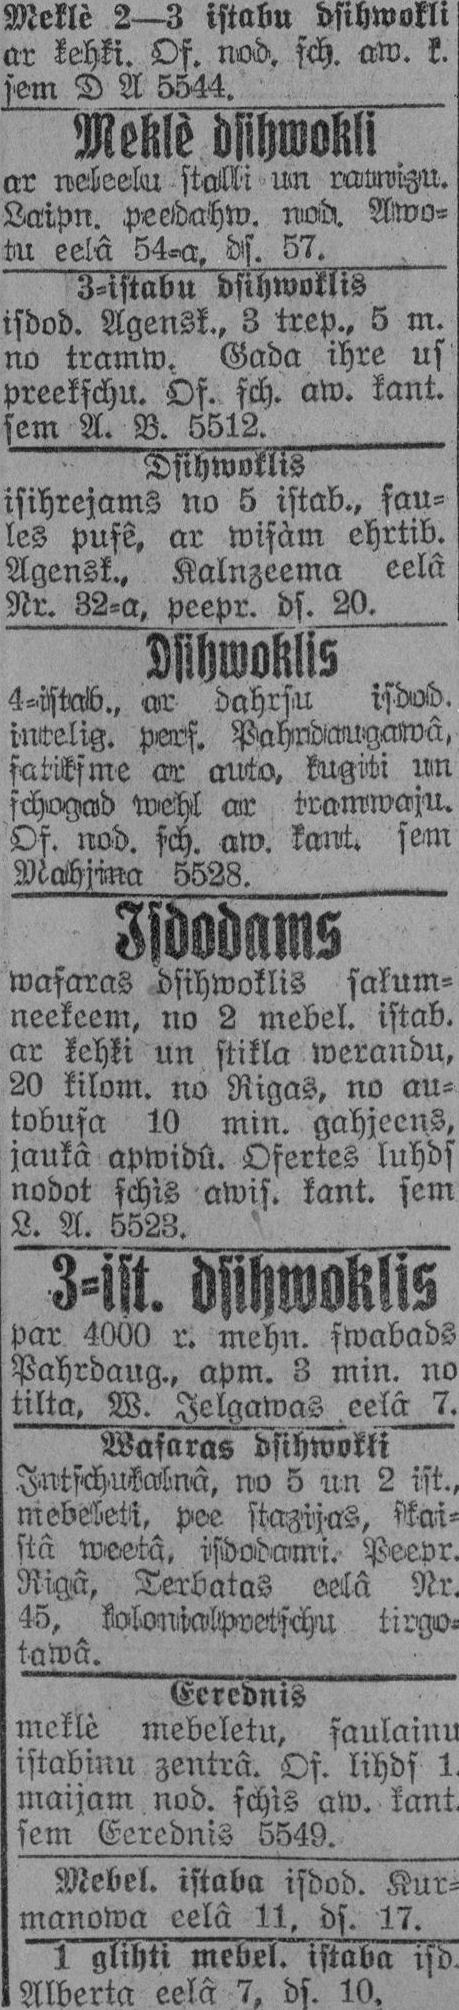 Meklè 2—3 istabu dsihwokli
ar kehki. Of. nod. sch. aw. k.
sem D A 5544.
Meklè dsihwokli
ar nebeelu stalli un ratnizu.
Laipn. peedahw. nod. Awo-
tu eelâ 54-a, ds. 57.
3-istabu dsihwoklis
isdod. Agensk., 3 trep., 5 m.
no tramw. Gada ihre us
preekschu. Of. sch. aw. kant.
sem A. B. 5512.
Dsihwoklis
isihrejams no 5 istab., sau-
les pusê, ar wisàm ehrtib.
Agensk., Kalnzeema eelâ
Nr. 32-a, peepr. ds. 20.
Dsihwoklis
4-istab., ar dahrsu isdod.
intelig. pers. Pahrdaugawâ,
satiksme ar auto, kugiti un
schogad wehl ar tramwaju.
Of. nod. sch. aw. kant. sem
Mahjina 5528.
Isdodams
wasaras dsihwoklis sakum-
neekeem, no 2 mebel. istab.
ar kehki un stikla werandu,
20 kilom. no Rigas, no au-
tobusa 10 min. gahjeens,
jaukâ apwidû. Ofertes luhds
nodot schis awis. kant. sem
L. A. 5523.
3-ist. dsihwoklis
par 4000 r. mehn. swabads
Pahrdaug., apm. 3 min. no
tilta, W. Jelgawas eelâ 7.
Wasaras dsihwokli
Intschukalnâ, no 5 un 2 ist.,
mebeleti, pee stazijas, skai-
stâ weetâ, isdodami. Peepr.
Rigâ, Terbatas eelâ Nr.
45, kolonialpretschu tirgo-
tawâ.
Eerednis
meklè mebeletu, saulainu
istabinu zentrâ. Of. lihds 1.
maijam nod. schis aw. kant.
sem Eerednis 5549.
Mebel. istaba isdod. Kur-
manowa eelâ 11, ds. 17.
1 glihti mebel. istaba isd.
Alberta eelâ 7, ds. 10.